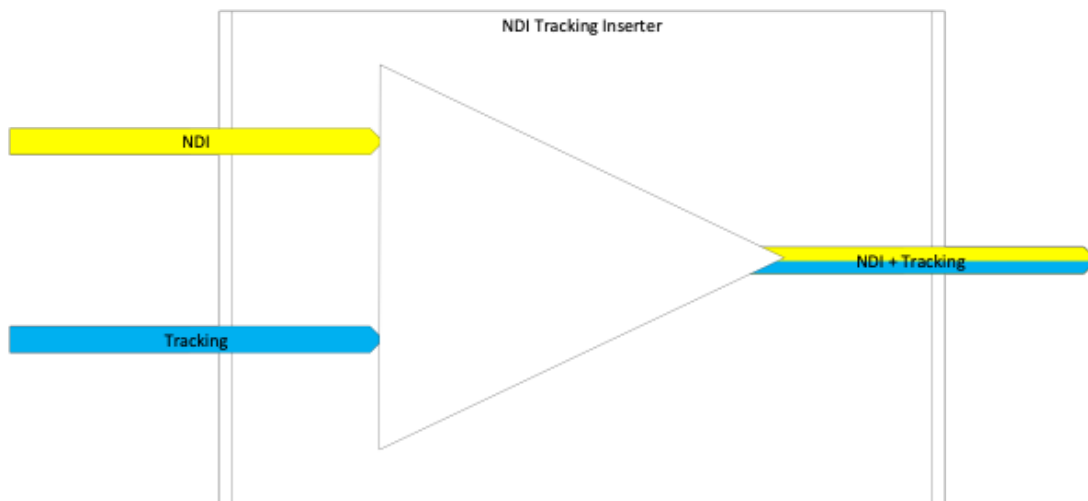 NDI Tracking Inserter
NDI
NDI + Tracking
Tracking